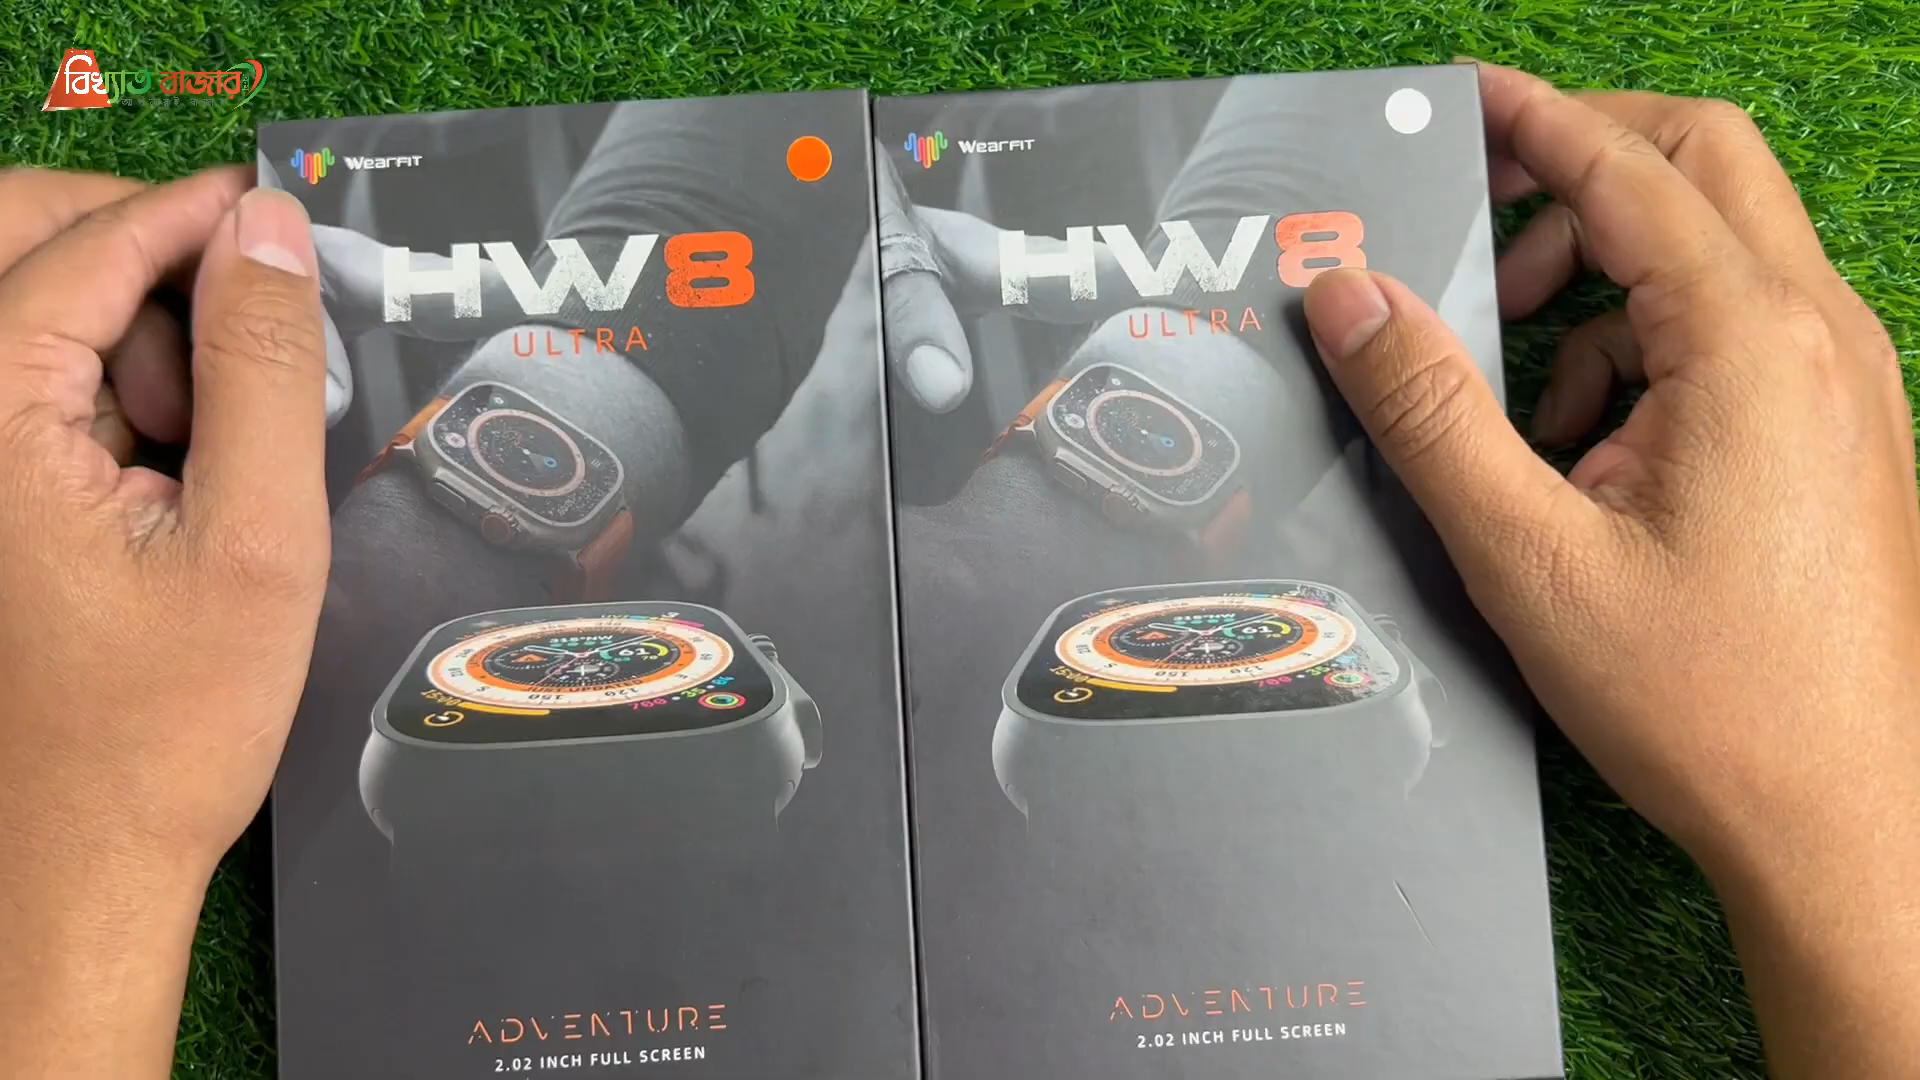 বিখ্যাত বাজার
WearFit
HW8
ULTRA
ADVENTURE
2.02 INCH FULL SCREEN
WearFit
HW8
ULTRA
ADVENTURE
2.02 INCH FULL SCREEN